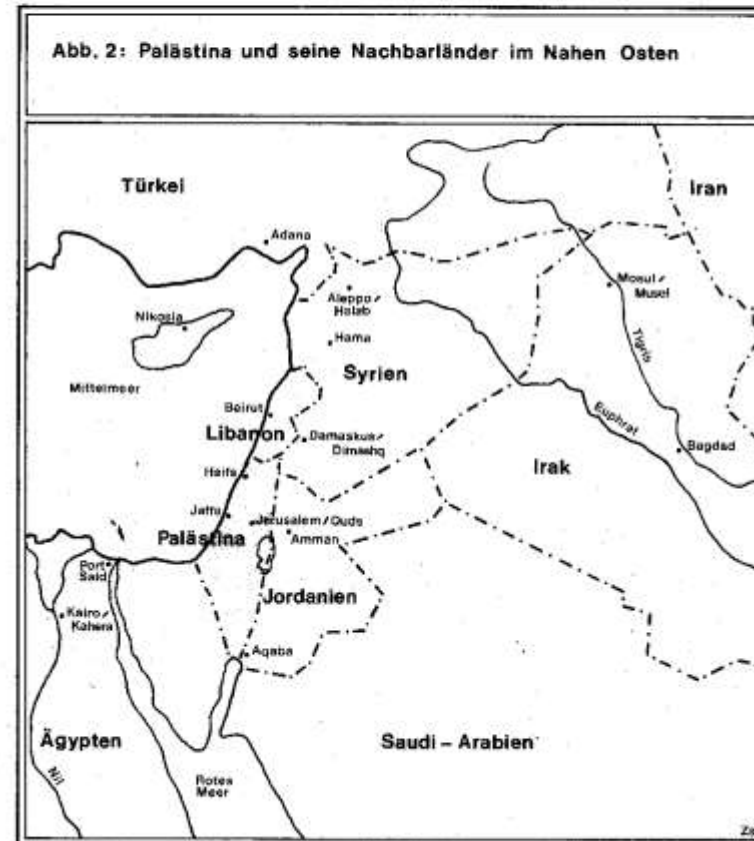 Abb. 2: Palästina und seine Nachbarländer im Nahen Osten
Türkei
Iran
Adana
Mosul/
Musel
Aleppo/
Halab
Nikosia
Hama
Tigris
Syrien
Mittelmeer
Beirut
Euphrat
Libanon
Damaskus/
Dimashq
Bagdad
Haifa
Irak
Jaffa
Jerusalem/Quds
Palästina
Amman
Port
Said
Jordanien
Kairo/
Kahera
Aqaba
Ägypten
Saudi-Arabien
Nil
Rotes
Meer